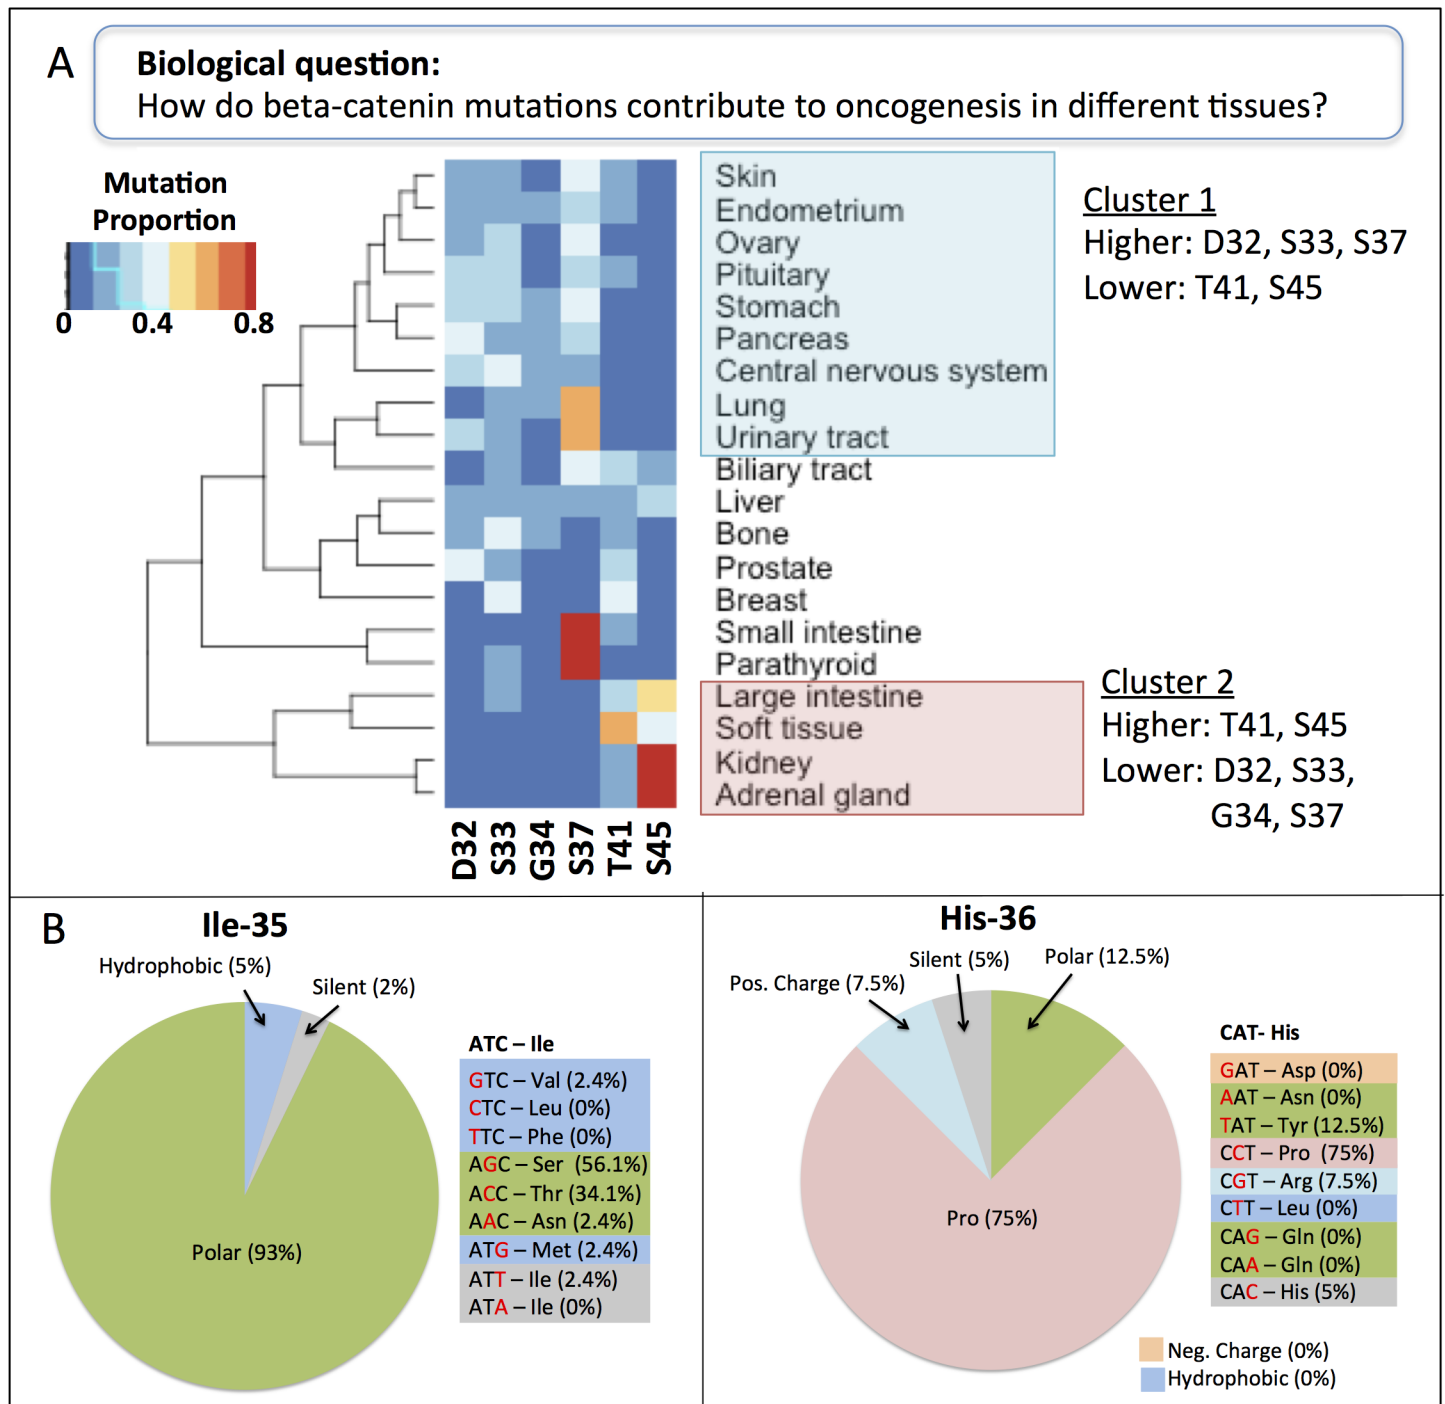 A
Biological question:
How do beta-catenin mutations contribute to oncogenesis in different tissues?
Mutation
Proportion
0 0.4 0.8
Skin
Endometrium
Ovary
Pituitary
Stomach
Pancreas
Central nervous system
Lung
Urinary tract
Biliary tract
Liver
Bone
Prostate
Breast
Small intestine
Parathyroid
Large intestine
Soft tissue
Kidney
Adrenal gland
Cluster 1
Higher: D32, S33, S37
Lower: T41, S45
Cluster 2
Higher: T41, S45
Lower: D32, S33,
G34, S37
D32 S33 G34 S37 T41 S45
B
Ile-35
Hydrophobic (5%)
Silent (2%)
Polar (93%)
ATC – Ile
GTC – Val (2.4%)
CTC – Leu (0%)
TTC – Phe (0%)
AGC – Ser (56.1%)
ACC – Thr (34.1%)
AAC – Asn (2.4%)
ATG – Met (2.4%)
ATT – Ile (2.4%)
ATA – Ile (0%)
His-36
Silent (5%)
Polar (12.5%)
Pos. Charge (7.5%)
Pro (75%)
CAT- His
GAT – Asp (0%)
AAT – Asn (0%)
TAT – Tyr (12.5%)
CCT – Pro (75%)
CGT – Arg (7.5%)
CTT – Leu (0%)
CAG – Gln (0%)
CAA – Gln (0%)
CAC – His (5%)
Neg. Charge (0%)
Hydrophobic (0%)